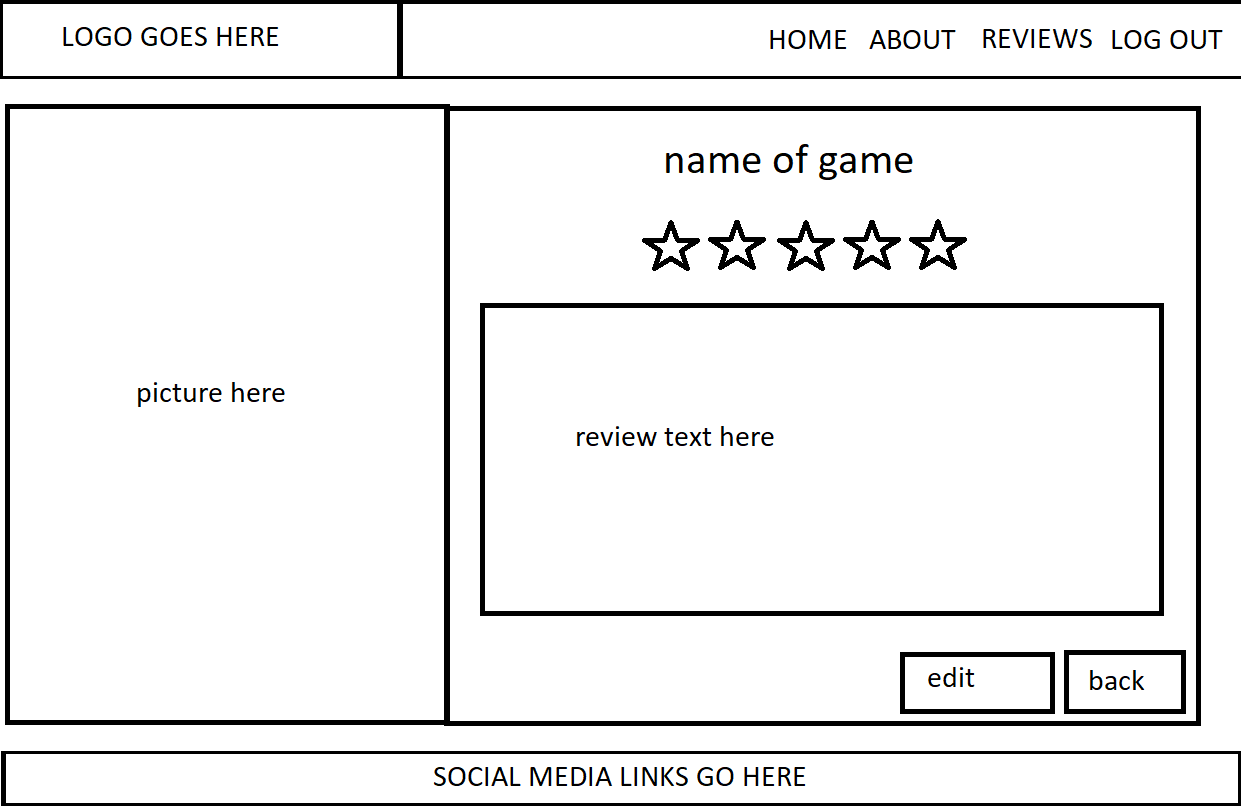 LOGO GOES HERE
HOME ABOUT REVIEWS LOG OUT
name of game
picture here
review text here
edit
back
SOCIAL MEDIA LINKS GO HERE